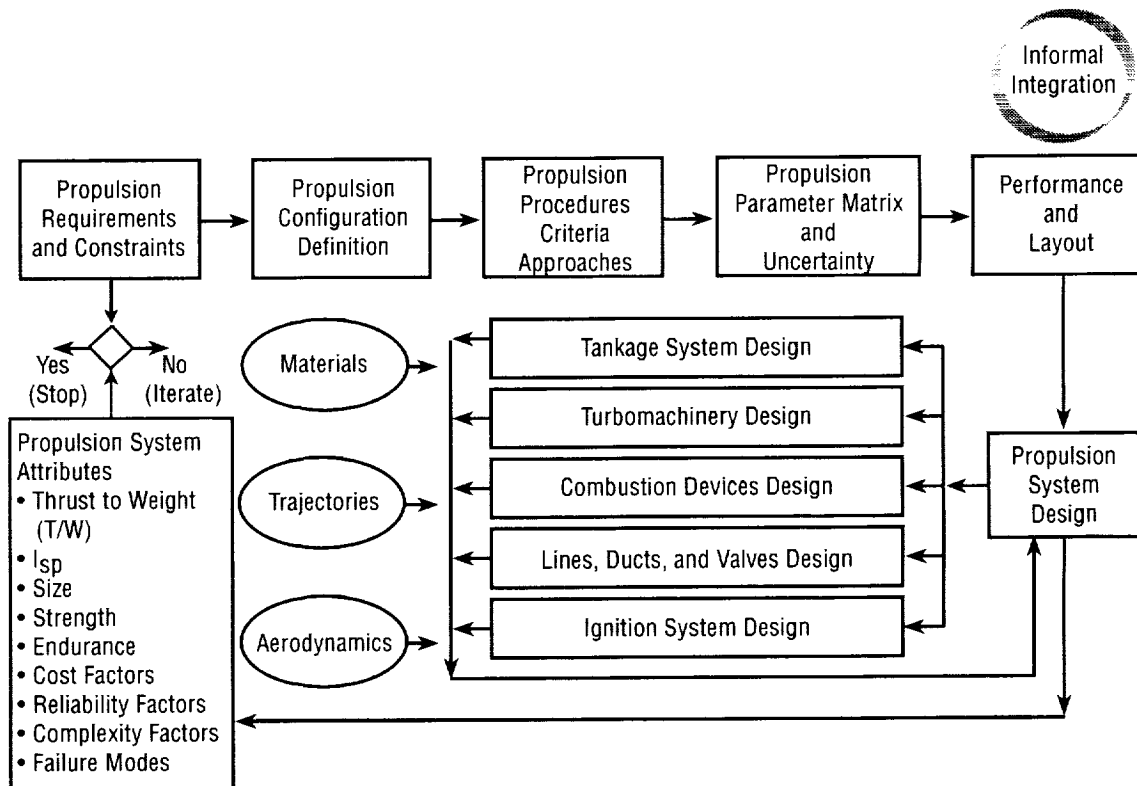 Informal
Integration
Propulsion
Requirements
and Constraints
Propulsion
Configuration
Definition
Propulsion
Procedures
Criteria
Approaches
Propulsion
Parameter Matrix
and
Uncertainty
Performance
and
Layout
Yes
(Stop)
No
(Iterate)
Materials
Trajectories
Aerodynamics
Tankage System Design
Turbomachinery Design
Combustion Devices Design
Lines, Ducts, and Valves Design
Ignition System Design
Propulsion
System
Design
Propulsion System
Attributes
• Thrust to Weight
(T/W)
• Isp
• Size
• Strength
• Endurance
• Cost Factors
• Reliability Factors
• Complexity Factors
• Failure Modes